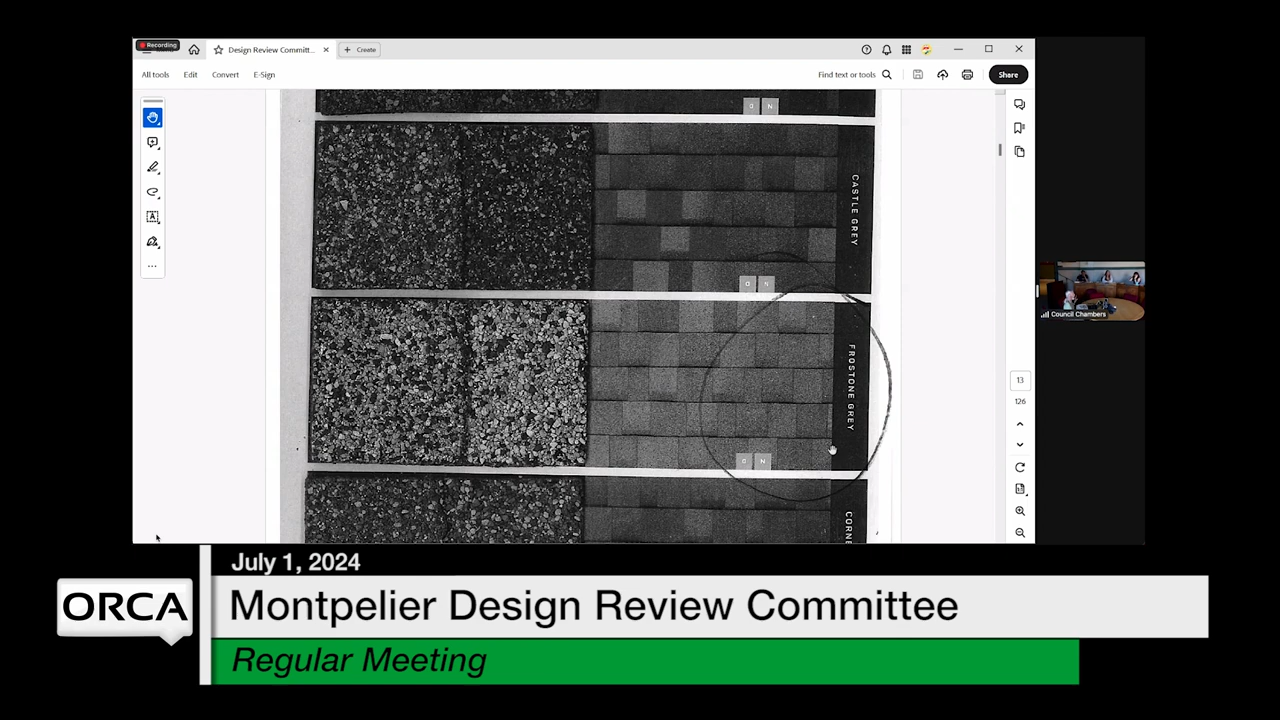 Recording
Design Review Committ...
Create
All tools
Edit
Convert
E-Sign
Find text or tools
Share
D N
CASTLE GREY
D N
FROSTONE GREY
D N
CORNE
13
126
Council Chambers
July 1, 2024
ORCA
Montpelier Design Review Committee
Regular Meeting